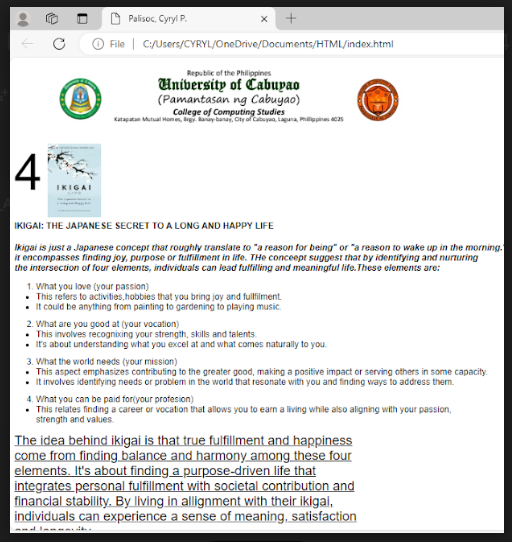 Palisoc, Cyryl P.
File | C:/Users/CYRYL/OneDrive/Documents/HTML/index.html
Republic of the Philippines
University of Cabuyao
(Pamantasan ng Cabuyao)
College of Computing Studies
Katapatan Mutual Homes, Brgy. Banay-banay, City of Cabuyao, Laguna, Philippines 4025
4
IKIGAI
IKIGAI: THE JAPANESE SECRET TO A LONG AND HAPPY LIFE
Ikigai is just a Japanese concept that roughly translate to "a reason for being" or "a reason to wake up in the morning."
it encompasses finding joy, purpose or fulfillment in life. THe conceept suggest that by identifying and nurturing
the intersection of four elements, individuals can lead fulfilling and meaningful life.These elements are:
1. What you love (your passion)
• This refers to activities,hobbies that you bring joy and fullfilment.
• It could be anything from painting to gardening to playing music.
2. What are you good at (your vocation)
• This involves recognixing your strength, skills and talents.
• It's about understanding what you excel at and what comes naturally to you.
3. What the world needs (your mission)
• This aspect emphasizes contributing to the greater good, making a positive impact or serving others in some capacity.
• It involves identifying needs or problem in the world that resonate with you and finding ways to address them.
4. What you can be paid for(your profesion)
• This relates finding a career or vocation that allows you to earn a living while also aligning with your passion,
strength and values.
The idea behind ikigai is that true fulfillment and happiness
come from finding balance and harmony among these four
elements. It's about finding a purpose-driven life that
integrates personal fulfillment with societal contribution and
financial stability. By living in allignment with their ikigai,
individuals can experience a sense of meaning, satisfaction
and longevity.